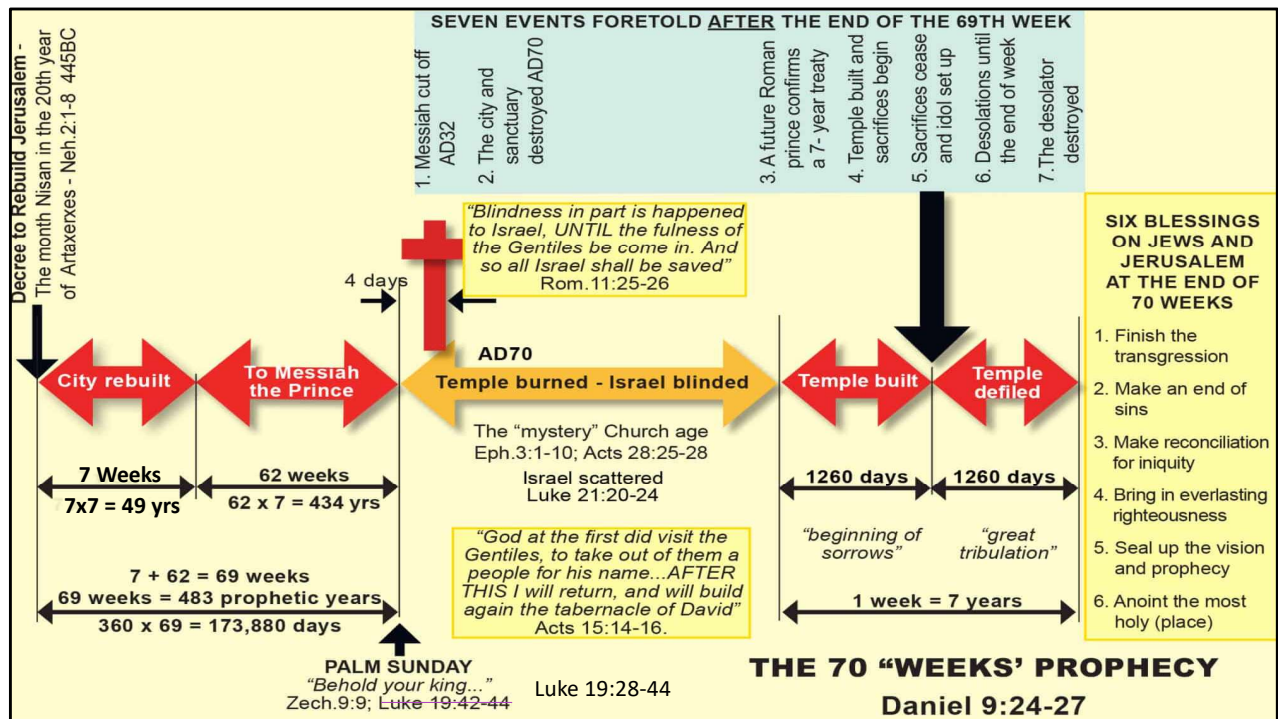 SEVEN EVENTS FORETOLD AFTER THE END OF THE 69TH WEEK
Decree to Rebuild Jerusalem -
The month Nisan in the 20th year
of Artaxerxes - Neh.2:1-8 445BC
1. Messiah cut off
AD32
2. The city and
sanctuary
destroyed AD70
3. A future Roman
prince confirms
a 7- year treaty
4. Temple built and
sacrifices begin
5. Sacrifices cease
and idol set up
6. Desolations until
the end of week
7.The desolator
destroyed
4 days
"Blindness in part is happened
to Israel, UNTIL the fulness of
the Gentiles be come in. And
so all Israel shall be saved"
Rom.11:25-26
City rebuilt
To Messiah
the Prince
AD70
Temple burned - Israel blinded
Temple built
Temple
defiled
The "mystery" Church age
Eph.3:1-10; Acts 28:25-28
Israel scattered
Luke 21:20-24
7 Weeks
7x7 = 49 yrs
62 weeks
62 x 7 = 434 yrs
1260 days
1260 days
"beginning of
sorrows"
"great
tribulation"
7 + 62 = 69 weeks
69 weeks = 483 prophetic years
360 x 69 = 173,880 days
"God at the first did visit the
Gentiles, to take out of them a
people for his name...AFTER
THIS I will return, and will build
again the tabernacle of David"
Acts 15:14-16.
1 week = 7 years
PALM SUNDAY
"Behold your king..."
Zech.9:9; Luke 19:42-44
Luke 19:28-44
SIX BLESSINGS
ON JEWS AND
JERUSALEM
AT THE END OF
70 WEEKS
1. Finish the
transgression
2. Make an end of
sins
3. Make reconciliation
for iniquity
4. Bring in everlasting
righteousness
5. Seal up the vision
and prophecy
6. Anoint the most
holy (place)
THE 70 "WEEKS' PROPHECY
Daniel 9:24-27